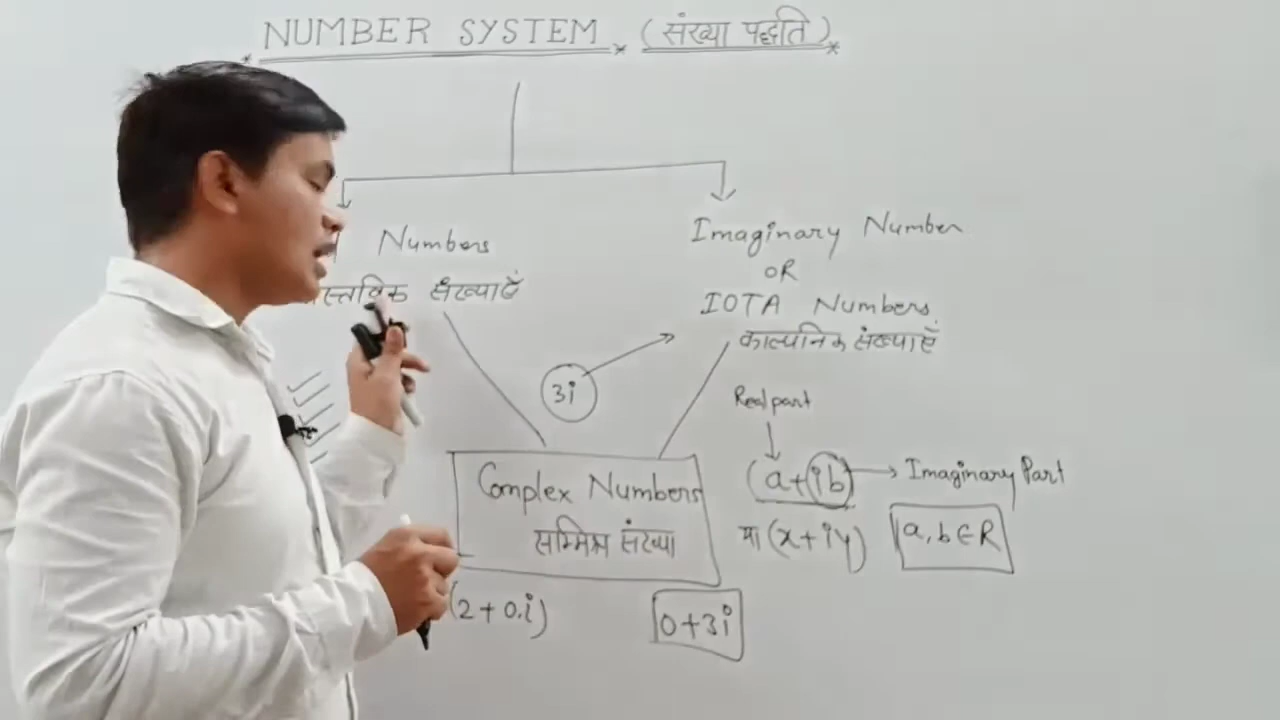 NUMBER SYSTEM (संख्या पद्धति)
Numbers
संख्याएँ
Imaginary Number
OR
IOTA Numbers
काल्पनिक संख्याएँ
3i
Real part
Complex Numbers
सम्मिश्र संख्या
(a+ib) → Imaginary Part
या (x+iy)
a, b ∈ R
(2+0.i)
0+3i